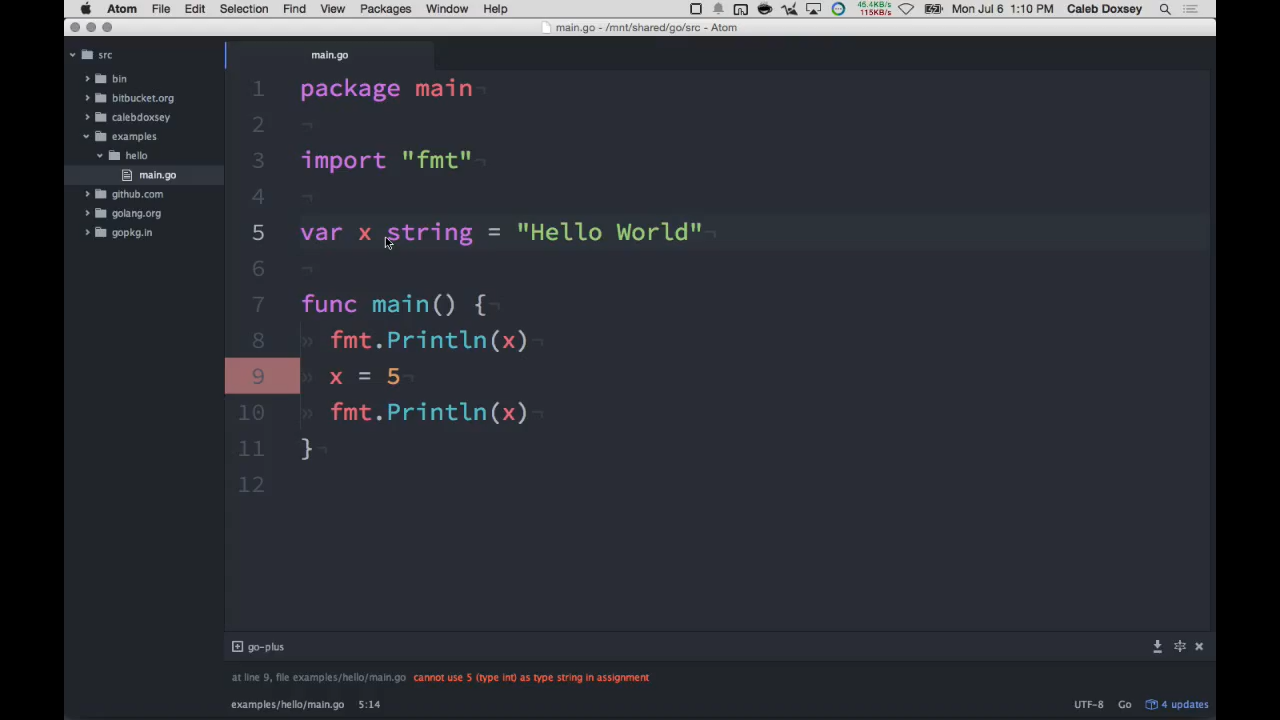 Atom File Edit Selection Find View Packages Window Help 45.4KB/s 115KB/s Mon Jul 6 1:10 PM Caleb Doxsey
main.go - /mnt/shared/go/src - Atom
src
bin
bitbucket.org
calebdoxsey
examples
hello
main.go
github.com
golang.org
gopkg.in
main.go
1 package main¬
2 ¬
3 import "fmt"¬
4 ¬
5 var x string = "Hello World"¬
6 ¬
7 func main() {¬
8 » fmt.Println(x)¬
9 » x = 5¬
10 » fmt.Println(x)¬
11 }¬
12
go-plus
at line 9, file examples/hello/main.go cannot use 5 (type int) as type string in assignment
examples/hello/main.go 5:14 UTF-8 Go 4 updates